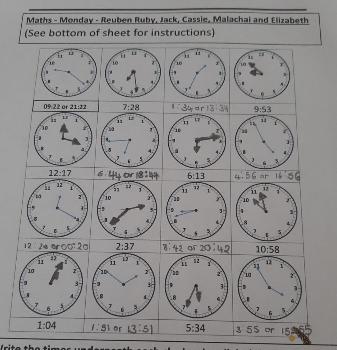 Maths - Monday - Reuben Ruby, Jack, Cassie, Malachai and Elizabeth
(See bottom of sheet for instructions)
09:22 or 21:22 7:28 1:34 or 13:34 9:53
12:17 6:44 or 18:44 6:13 4:56 or 16:56
12:20 or 00:20 2:37 8:42 or 20:42 10:58
1:04 1:51 or 13:51 5:34 3:55 or 15:55
Write the times underneath each